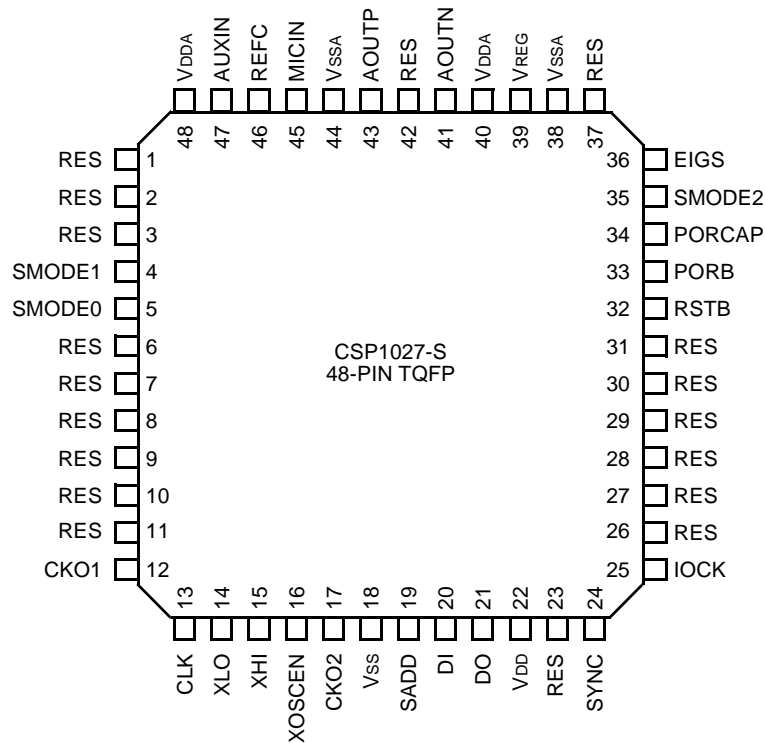 VDDA AUXIN REFC MICIN VSSA AOUTP RES AOUTN VDDA VREG VSSA RES
48 47 46 45 44 43 42 41 40 39 38 37
RES 1 36 EIGS
RES 2 35 SMODE2
RES 3 34 PORCAP
SMODE1 4 33 PORB
SMODE0 5 32 RSTB
RES 6 31 RES
CSP1027-S
48-PIN TQFP
RES 7 30 RES
RES 8 29 RES
RES 9 28 RES
RES 10 27 RES
RES 11 26 RES
CKO1 12 25 IOCK
13 14 15 16 17 18 19 20 21 22 23 24
CLK XLO XHI XOSCEN CKO2 VSS SADD DI DO VDD RES SYNC